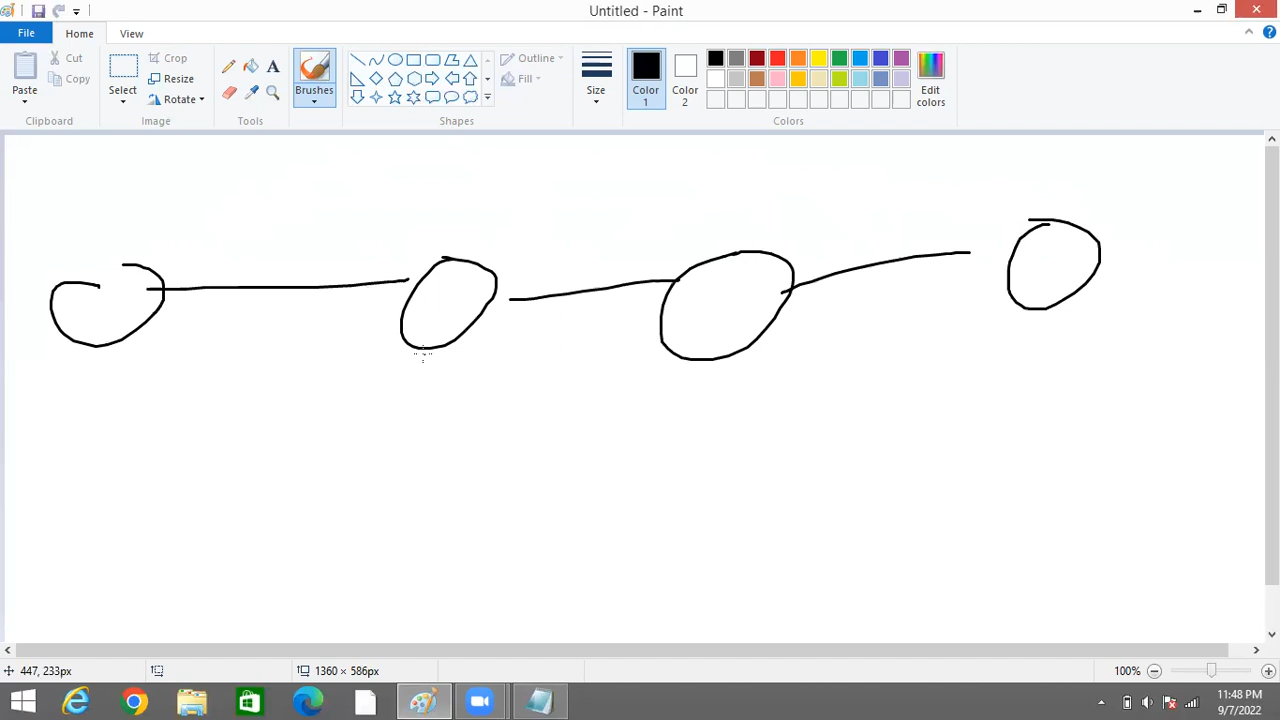 Untitled - Paint
File Home View
Cut
Copy
Paste
Clipboard
Select
Crop
Resize
Rotate
Image
A
Tools
Brushes
Outline
Fill
Shapes
Size
Color 1
Color 2
Edit colors
Colors
447, 233px
1360 × 586px
100%
11:48 PM
9/7/2022